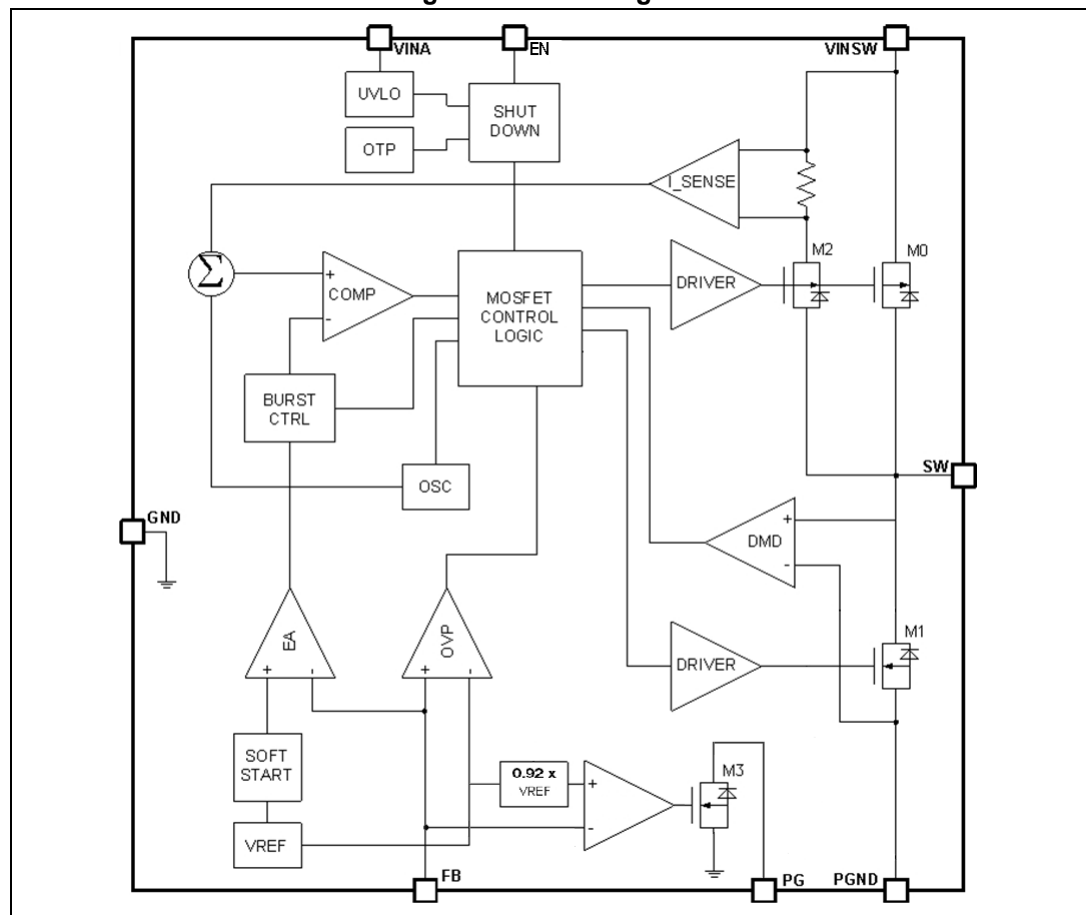 VINA
EN
VINSW
UVLO
SHUT
DOWN
OTP
I_SENSE
M2
M0
Σ
+
COMP
-
MOSFET
CONTROL
LOGIC
DRIVER
BURST
CTRL
OSC
SW
GND
+
DMD
-
EA
+ -
OVP
+ -
M1
DRIVER
SOFT
START
0.92 x
VREF
+
-
M3
VREF
FB
PG
PGND